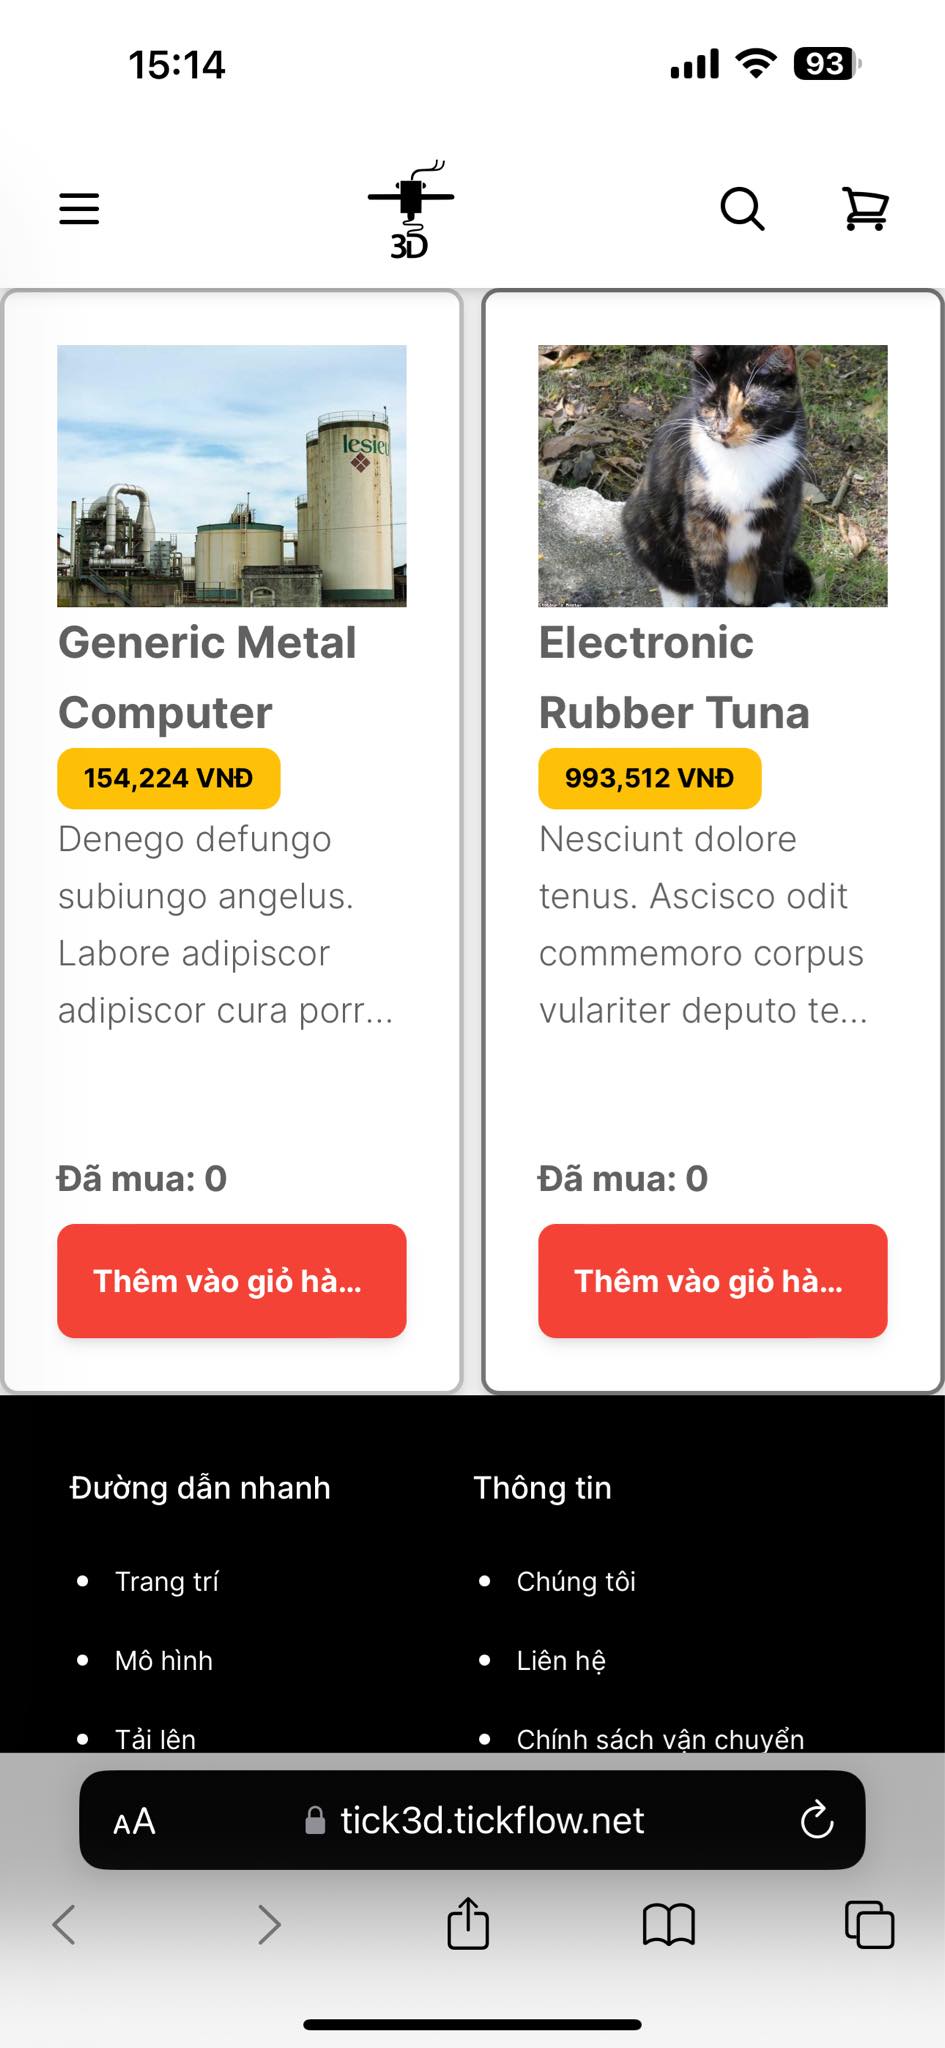 15:14
93
3D
lesieu
Generic Metal
Computer
154,224 VNĐ
Denego defungo
subiungo angelus.
Labore adipiscor
adipiscor cura porr...
Đã mua: 0
Thêm vào giỏ hà...
Electronic
Rubber Tuna
993,512 VNĐ
Nesciunt dolore
tenus. Ascisco odit
commemoro corpus
vulariter deputo te...
Đã mua: 0
Thêm vào giỏ hà...
Đường dẫn nhanh
Trang trí
Mô hình
Tải lên
Thông tin
Chúng tôi
Liên hệ
Chính sách vận chuyển
AA
tick3d.tickflow.net